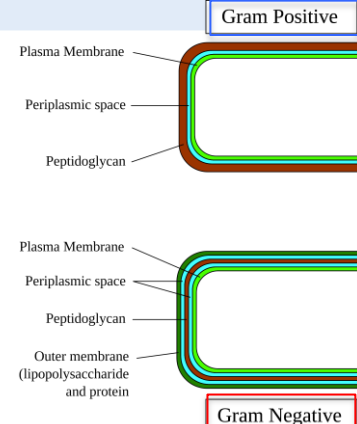 Gram Positive
Plasma Membrane
Periplasmic space
Peptidoglycan
Plasma Membrane
Periplasmic space
Peptidoglycan
Outer membrane
(lipopolysaccharide
and protein
Gram Negative